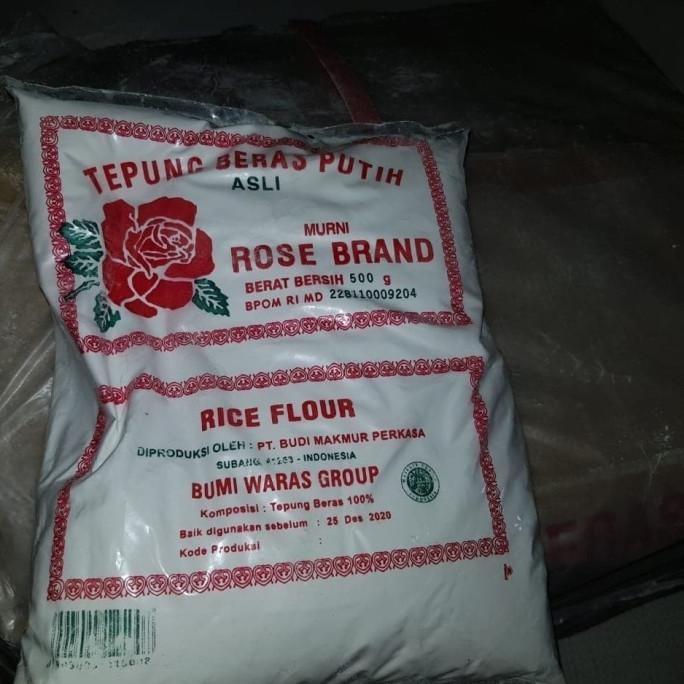 TEPUNG BERAS PUTIH
ASLI
MURNI
ROSE BRAND
BERAT BERSIH 500 g
BPOM RI MD 228110009204
RICE FLOUR
DIPRODUKSI OLEH : PT. BUDI MAKMUR PERKASA
SUBANG - INDONESIA
BUMI WARAS GROUP
Komposisi : Tepung Beras 100%
Baik digunakan sebelum : 25 Des 2020
Kode Produksi :